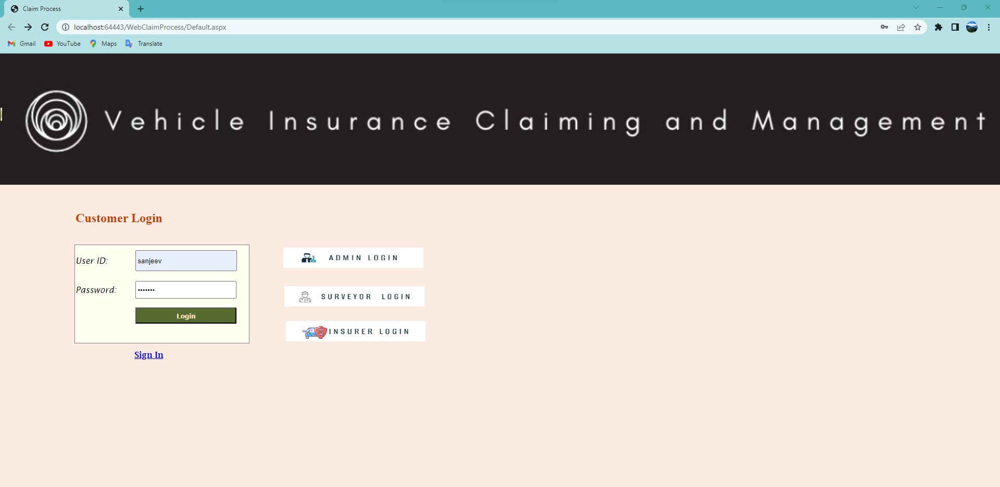 Claim Process
localhost:64443/WebClaimProcess/Default.aspx
Gmail YouTube Maps Translate
Vehicle Insurance Claiming and Management
Customer Login
User ID: sanjeev
ADMIN LOGIN
Password: •••••••
SURVEYOR LOGIN
Login
INSURER LOGIN
Sign In